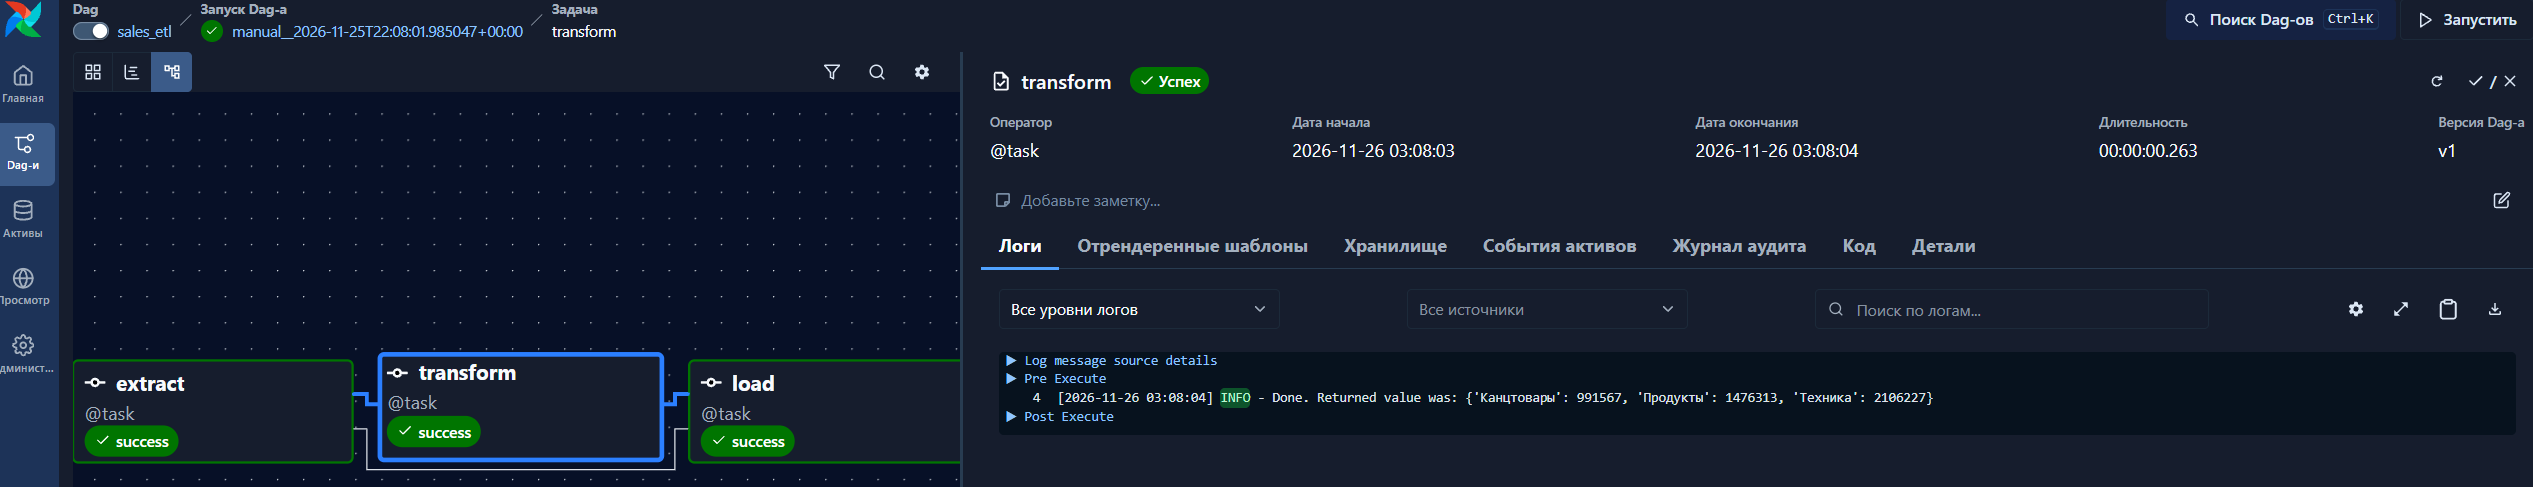 Dag
sales_etl
Запуск Dag-а
manual__2026-11-25T22:08:01.985047+00:00
Задача
transform
Поиск Dag-ов Ctrl+K
Запустить
Главная
Dag-и
Активы
Просмотр
дминист...
extract
@task
success
transform
@task
success
load
@task
success
transform
Успех
Оператор
@task
Дата начала
2026-11-26 03:08:03
Дата окончания
2026-11-26 03:08:04
Длительность
00:00:00.263
Версия Dag-а
v1
Добавьте заметку...
Логи Отрендеренные шаблоны Хранилище События активов Журнал аудита Код Детали
Все уровни логов
Все источники
Поиск по логам...
Log message source details
Pre Execute
4 [2026-11-26 03:08:04] INFO - Done. Returned value was: {'Канцтовары': 991567, 'Продукты': 1476313, 'Техника': 2106227}
Post Execute